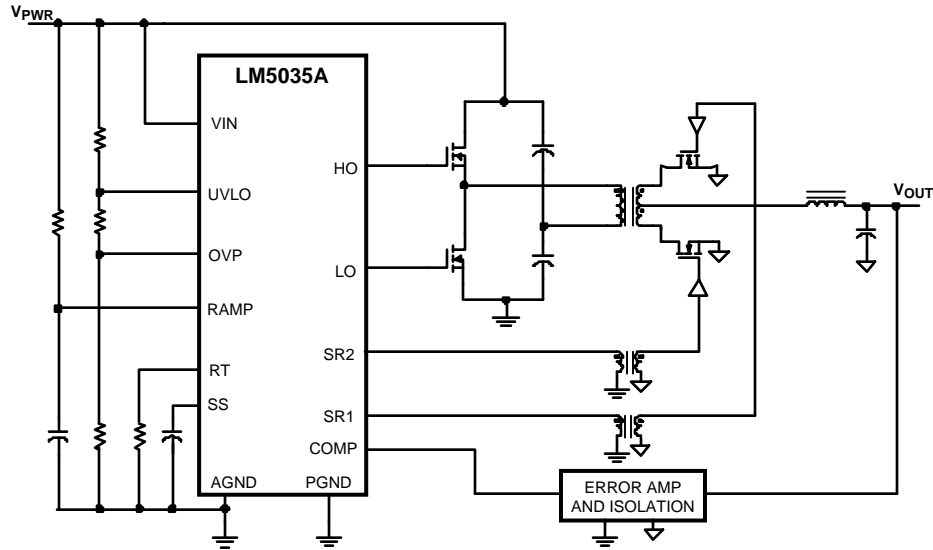 VPWR
LM5035A
VIN
HO
UVLO
VOUT
OVP
LO
RAMP
SR2
RT
SS
SR1
COMP
AGND
PGND
ERROR AMP
AND ISOLATION